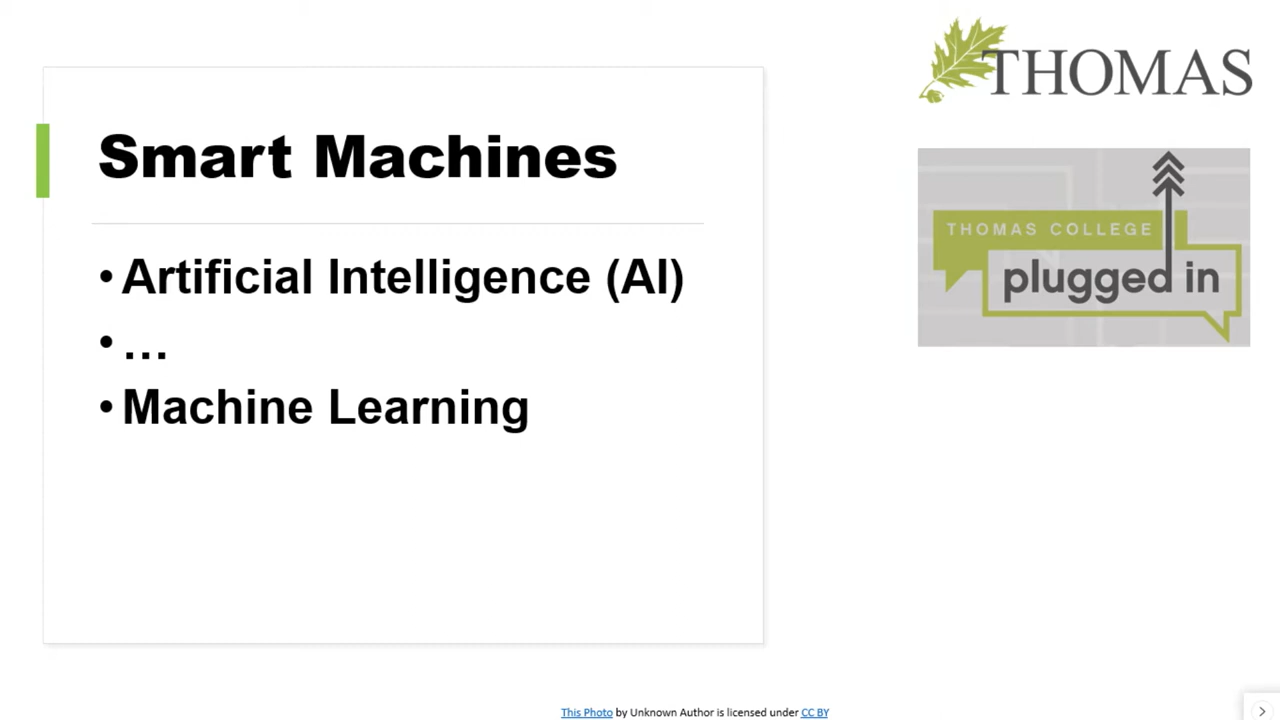 THOMAS
Smart Machines
• Artificial Intelligence (AI)
• ...
• Machine Learning
THOMAS COLLEGE
plugged in
This Photo by Unknown Author is licensed under CC BY